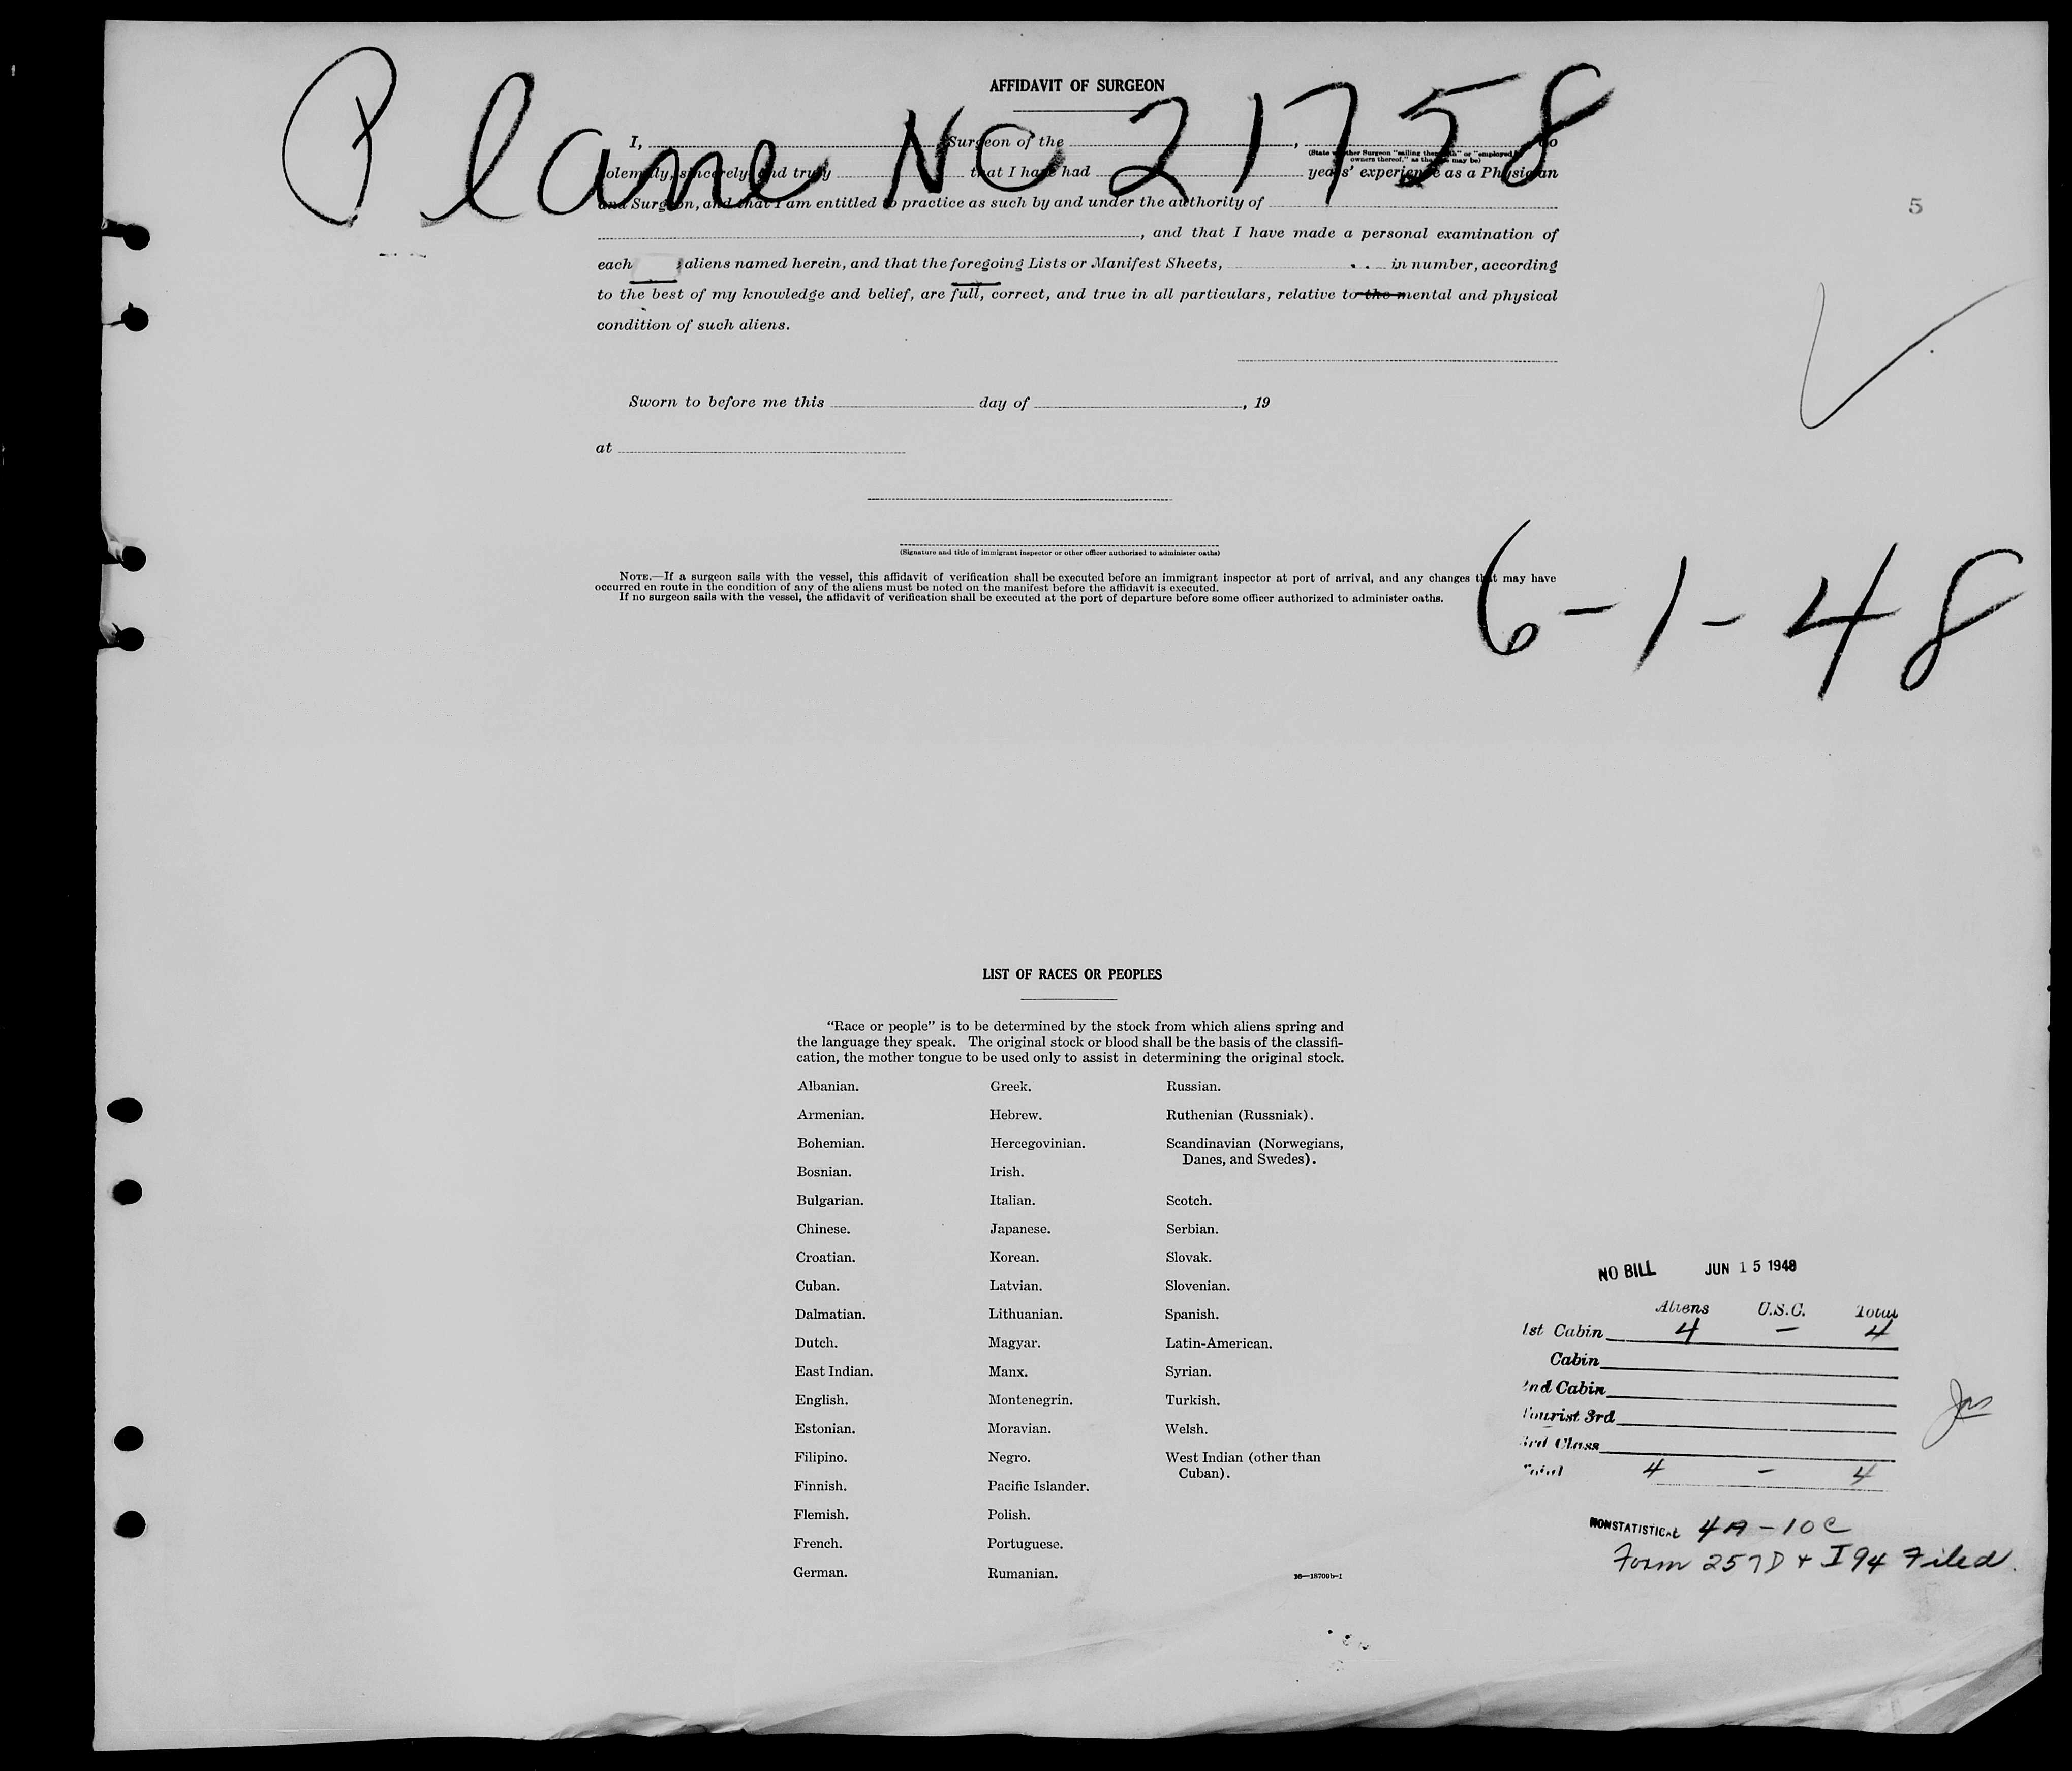 Plane NC 21758
AFFIDAVIT OF SURGEON
I, Surgeon of the , do
(State whether Surgeon "sailing therewith" or "employed by owners thereof," as the case may be)
solemnly, sincerely, and truly that I have had years' experience as a Physician
and Surgeon, and that I am entitled to practice as such by and under the authority of
, and that I have made a personal examination of
each aliens named herein, and that the foregoing Lists or Manifest Sheets, in number, according
to the best of my knowledge and belief, are full, correct, and true in all particulars, relative to the mental and physical
condition of such aliens.
5
Sworn to before me this day of , 19
at
(Signature and title of immigrant inspector or other officer authorized to administer oaths)
NOTE.—If a surgeon sails with the vessel, this affidavit of verification shall be executed before an immigrant inspector at port of arrival, and any changes that may have
occurred en route in the condition of any of the aliens must be noted on the manifest before the affidavit is executed.
If no surgeon sails with the vessel, the affidavit of verification shall be executed at the port of departure before some officer authorized to administer oaths.
6-1-48
LIST OF RACES OR PEOPLES
"Race or people" is to be determined by the stock from which aliens spring and
the language they speak. The original stock or blood shall be the basis of the classifi-
cation, the mother tongue to be used only to assist in determining the original stock.
Albanian.
Armenian.
Bohemian.
Bosnian.
Bulgarian.
Chinese.
Croatian.
Cuban.
Dalmatian.
Dutch.
East Indian.
English.
Estonian.
Filipino.
Finnish.
Flemish.
French.
German.
Greek.
Hebrew.
Hercegovinian.
Irish.
Italian.
Japanese.
Korean.
Latvian.
Lithuanian.
Magyar.
Manx.
Montenegrin.
Moravian.
Negro.
Pacific Islander.
Polish.
Portuguese.
Rumanian.
Russian.
Ruthenian (Russniak).
Scandinavian (Norwegians,
Danes, and Swedes).
Scotch.
Serbian.
Slovak.
Slovenian.
Spanish.
Latin-American.
Syrian.
Turkish.
Welsh.
West Indian (other than
Cuban).
16—18709b-1
NO BILL JUN 15 1948
Aliens U.S.C. Total
1st Cabin 4 — 4
Cabin
2nd Cabin
Tourist 3rd
3rd Class
Total 4 — 4
NONSTATISTICAL 4A-10C
Form 257D + I94 Filed.